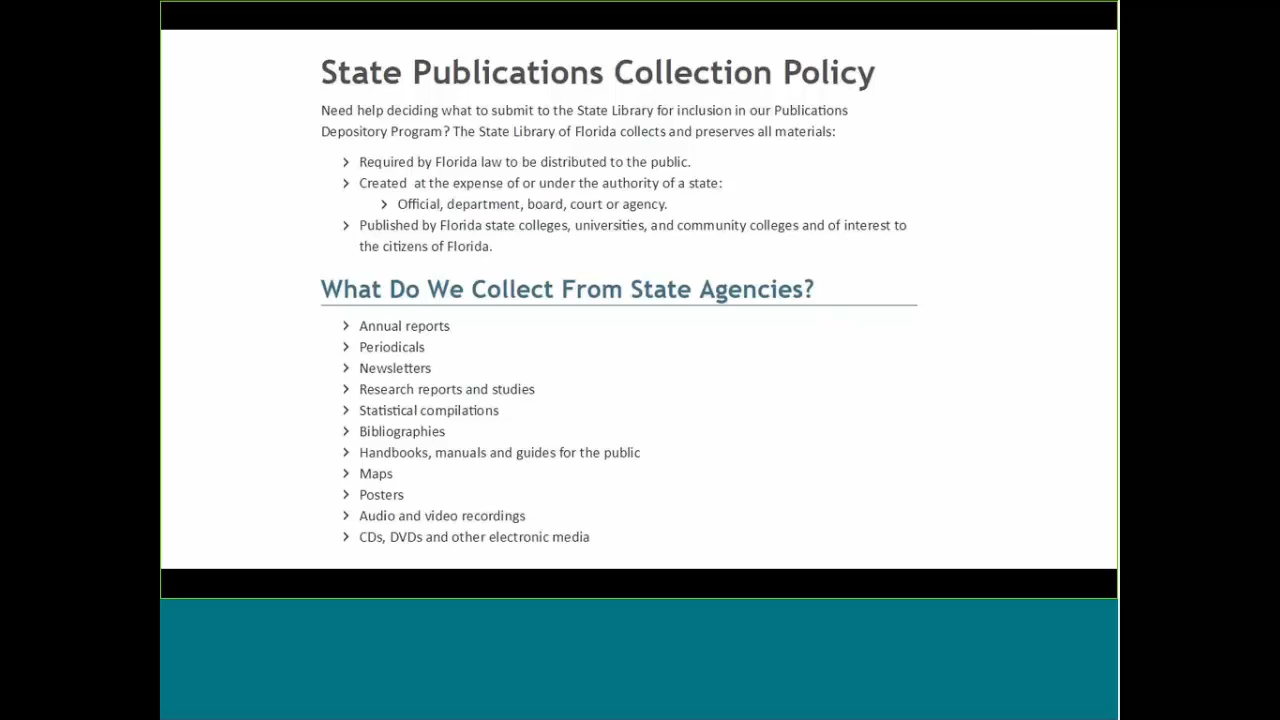 State Publications Collection Policy
Need help deciding what to submit to the State Library for inclusion in our Publications
Depository Program? The State Library of Florida collects and preserves all materials:
Required by Florida law to be distributed to the public.
Created at the expense of or under the authority of a state:
Official, department, board, court or agency.
Published by Florida state colleges, universities, and community colleges and of interest to
the citizens of Florida.
What Do We Collect From State Agencies?
Annual reports
Periodicals
Newsletters
Research reports and studies
Statistical compilations
Bibliographies
Handbooks, manuals and guides for the public
Maps
Posters
Audio and video recordings
CDs, DVDs and other electronic media